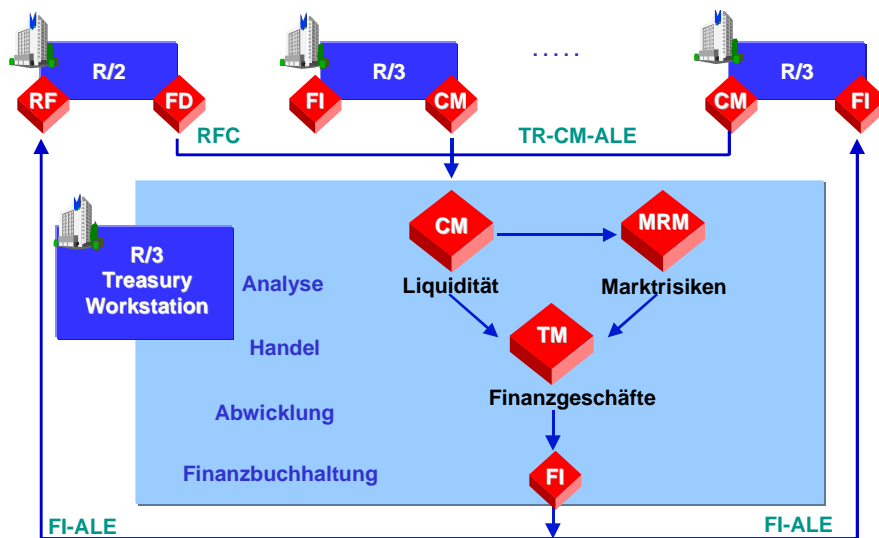 R/2
R/3
.....
R/3
RF
FD
FI
CM
CM
FI
RFC
TR-CM-ALE
CM
MRM
R/3
Treasury
Workstation
Analyse
Liquidität
Marktrisiken
Handel
TM
Finanzgeschäfte
Abwicklung
Finanzbuchhaltung
FI
FI-ALE
FI-ALE